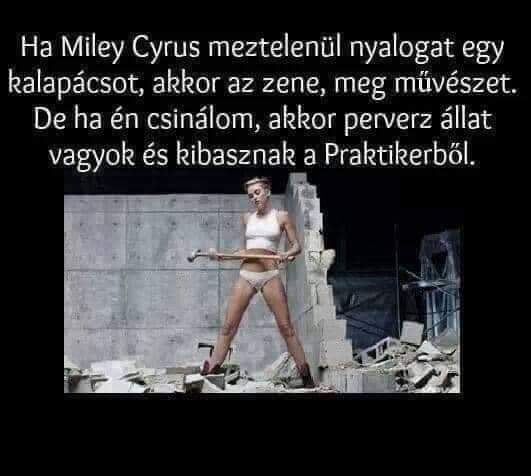 Ha Miley Cyrus meztelenül nyalogat egy
kalapácsot, akkor az zene, meg művészet.
De ha én csinálom, akkor perverz állat
vagyok és kibasznak a Praktikerből.